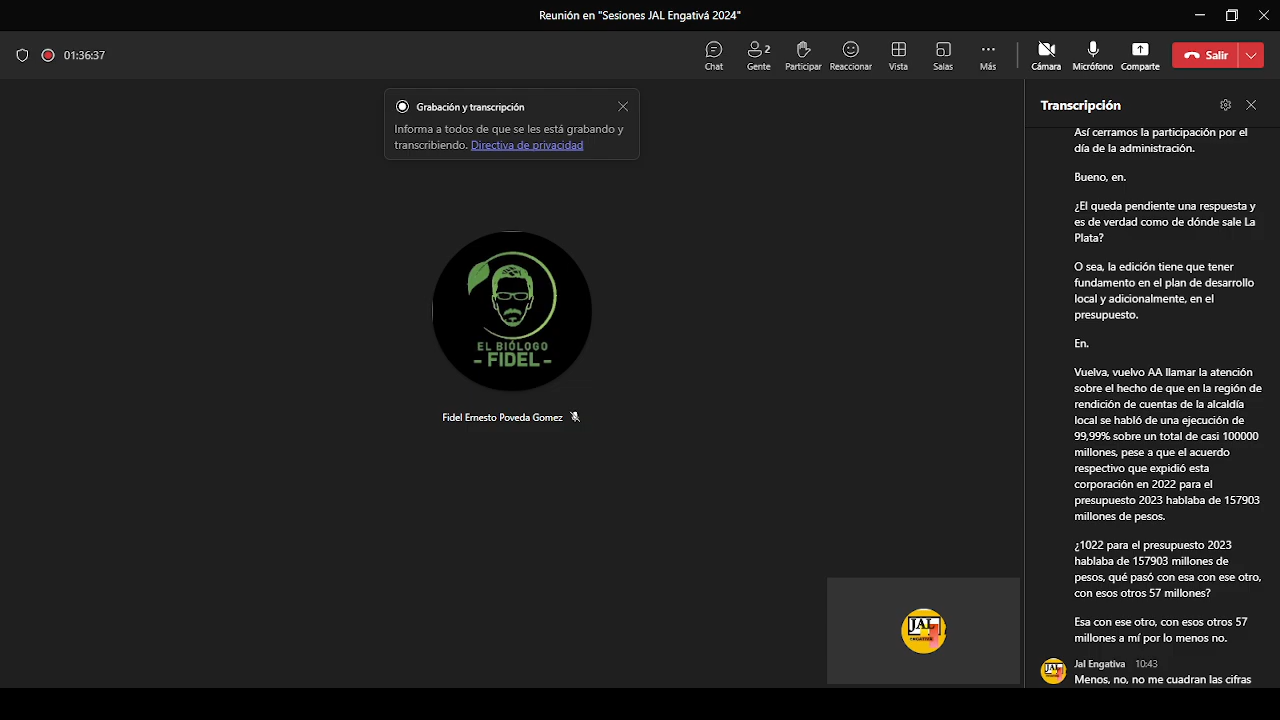 Reunión en "Sesiones JAL Engativá 2024"
01:36:37
Chat
Gente
2
Participar
Reaccionar
Vista
Salas
Más
Cámara
Micrófono
Comparte
Salir
Grabación y transcripción
Informa a todos de que se les está grabando y
transcribiendo. Directiva de privacidad
EL BIÓLOGO
- FIDEL -
Fidel Ernesto Poveda Gomez
JAL
ENGATIVÁ
Transcripción
Así cerramos la participación por el
día de la administración.
Bueno, en.
¿El queda pendiente una respuesta y
es de verdad como de dónde sale La
Plata?
O sea, la edición tiene que tener
fundamento en el plan de desarrollo
local y adicionalmente, en el
presupuesto.
En.
Vuelva, vuelvo AA llamar la atención
sobre el hecho de que en la región de
rendición de cuentas de la alcaldía
local se habló de una ejecución de
99,99% sobre un total de casi 100000
millones, pese a que el acuerdo
respectivo que expidió esta
corporación en 2022 para el
presupuesto 2023 hablaba de 157903
millones de pesos.
¿1022 para el presupuesto 2023
hablaba de 157903 millones de
pesos, qué pasó con esa con ese otro,
con esos otros 57 millones?
Esa con ese otro, con esos otros 57
millones a mí por lo menos no.
Jal Engativa 10:43
Menos, no, no me cuadran las cifras